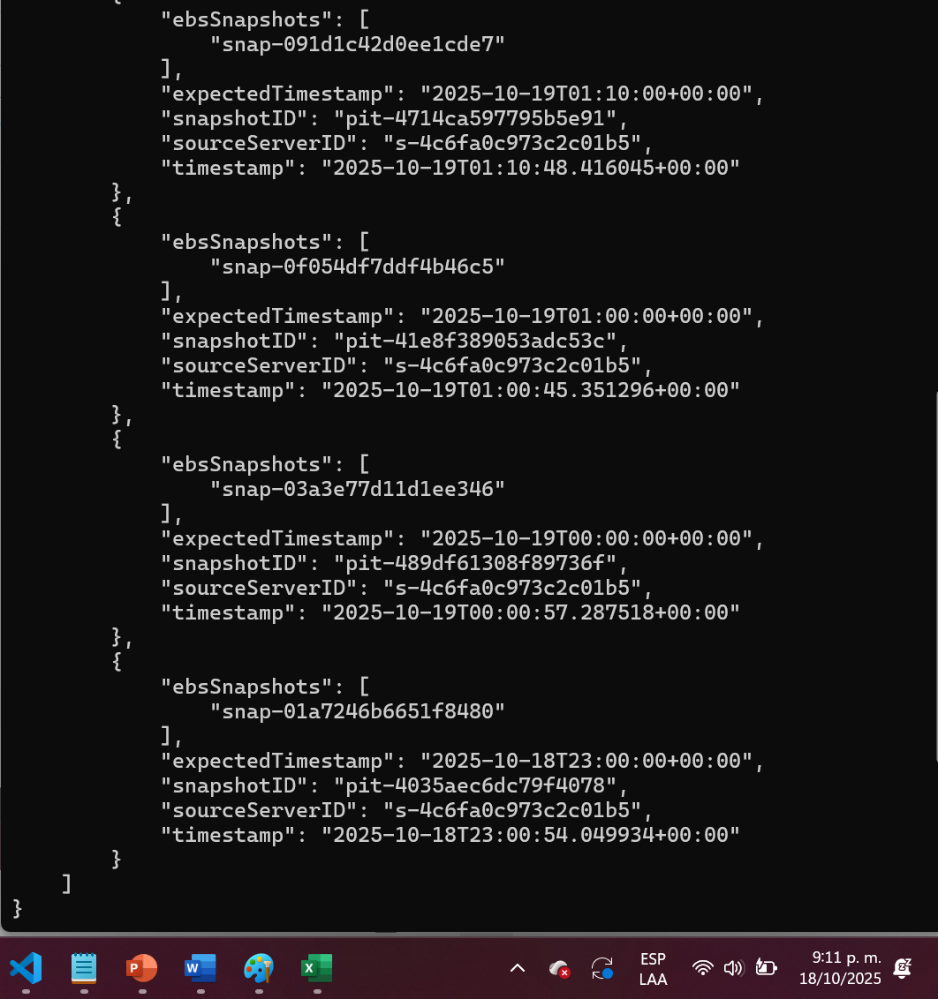 {
"ebsSnapshots": [
"snap-091d1c42d0ee1cde7"
],
"expectedTimestamp": "2025-10-19T01:10:00+00:00",
"snapshotID": "pit-4714ca597795b5e91",
"sourceServerID": "s-4c6fa0c973c2c01b5",
"timestamp": "2025-10-19T01:10:48.416045+00:00"
},
{
"ebsSnapshots": [
"snap-0f054df7ddf4b46c5"
],
"expectedTimestamp": "2025-10-19T01:00:00+00:00",
"snapshotID": "pit-41e8f389053adc53c",
"sourceServerID": "s-4c6fa0c973c2c01b5",
"timestamp": "2025-10-19T01:00:45.351296+00:00"
},
{
"ebsSnapshots": [
"snap-03a3e77d11d1ee346"
],
"expectedTimestamp": "2025-10-19T00:00:00+00:00",
"snapshotID": "pit-489df61308f89736f",
"sourceServerID": "s-4c6fa0c973c2c01b5",
"timestamp": "2025-10-19T00:00:57.287518+00:00"
},
{
"ebsSnapshots": [
"snap-01a7246b6651f8480"
],
"expectedTimestamp": "2025-10-18T23:00:00+00:00",
"snapshotID": "pit-4035aec6dc79f4078",
"sourceServerID": "s-4c6fa0c973c2c01b5",
"timestamp": "2025-10-18T23:00:54.049934+00:00"
}
]
}
P
W
X
ESP
LAA
9:11 p. m.
18/10/2025